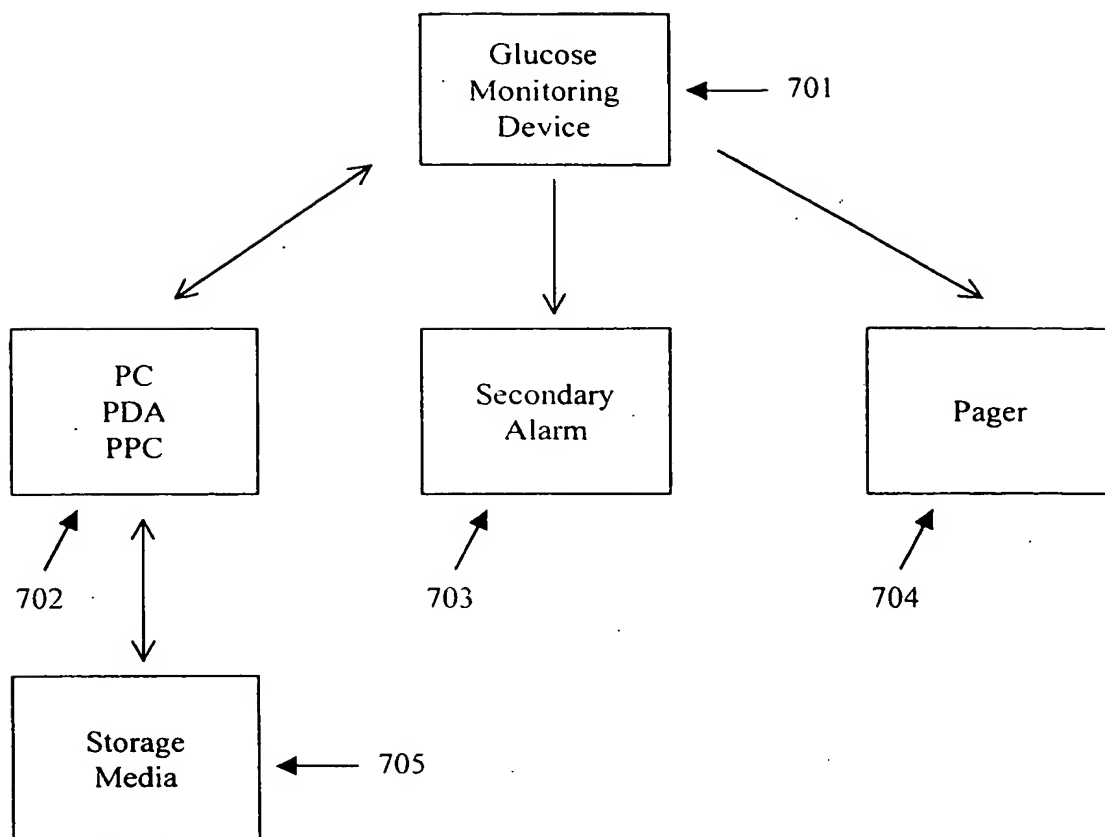 Glucose
Monitoring
Device
701
PC
PDA
PPC
Secondary
Alarm
Pager
702
703
704
Storage
Media
705